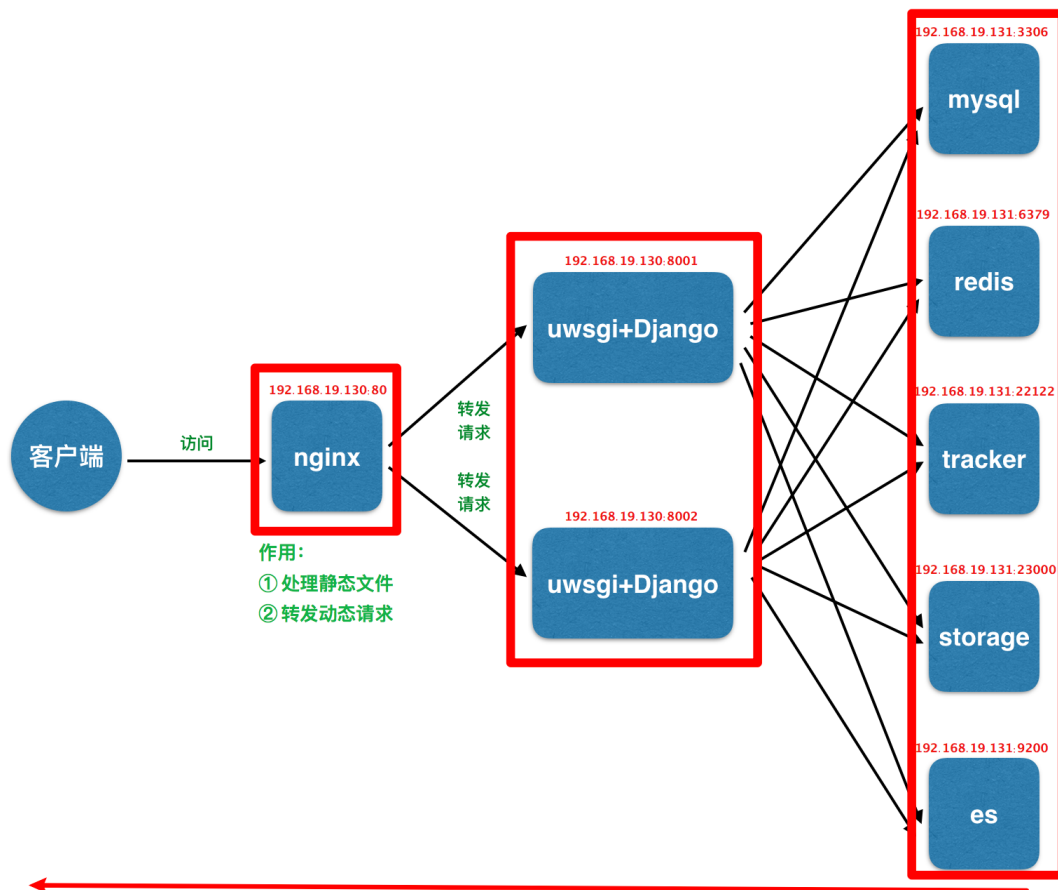 客户端
访问
192.168.19.130:80
nginx
作用:
① 处理静态文件
② 转发动态请求
转发
请求
转发
请求
192.168.19.130:8001
uwsgi+Django
192.168.19.130:8002
uwsgi+Django
192.168.19.131:3306
mysql
192.168.19.131:6379
redis
192.168.19.131:22122
tracker
192.168.19.131:23000
storage
192.168.19.131:9200
es